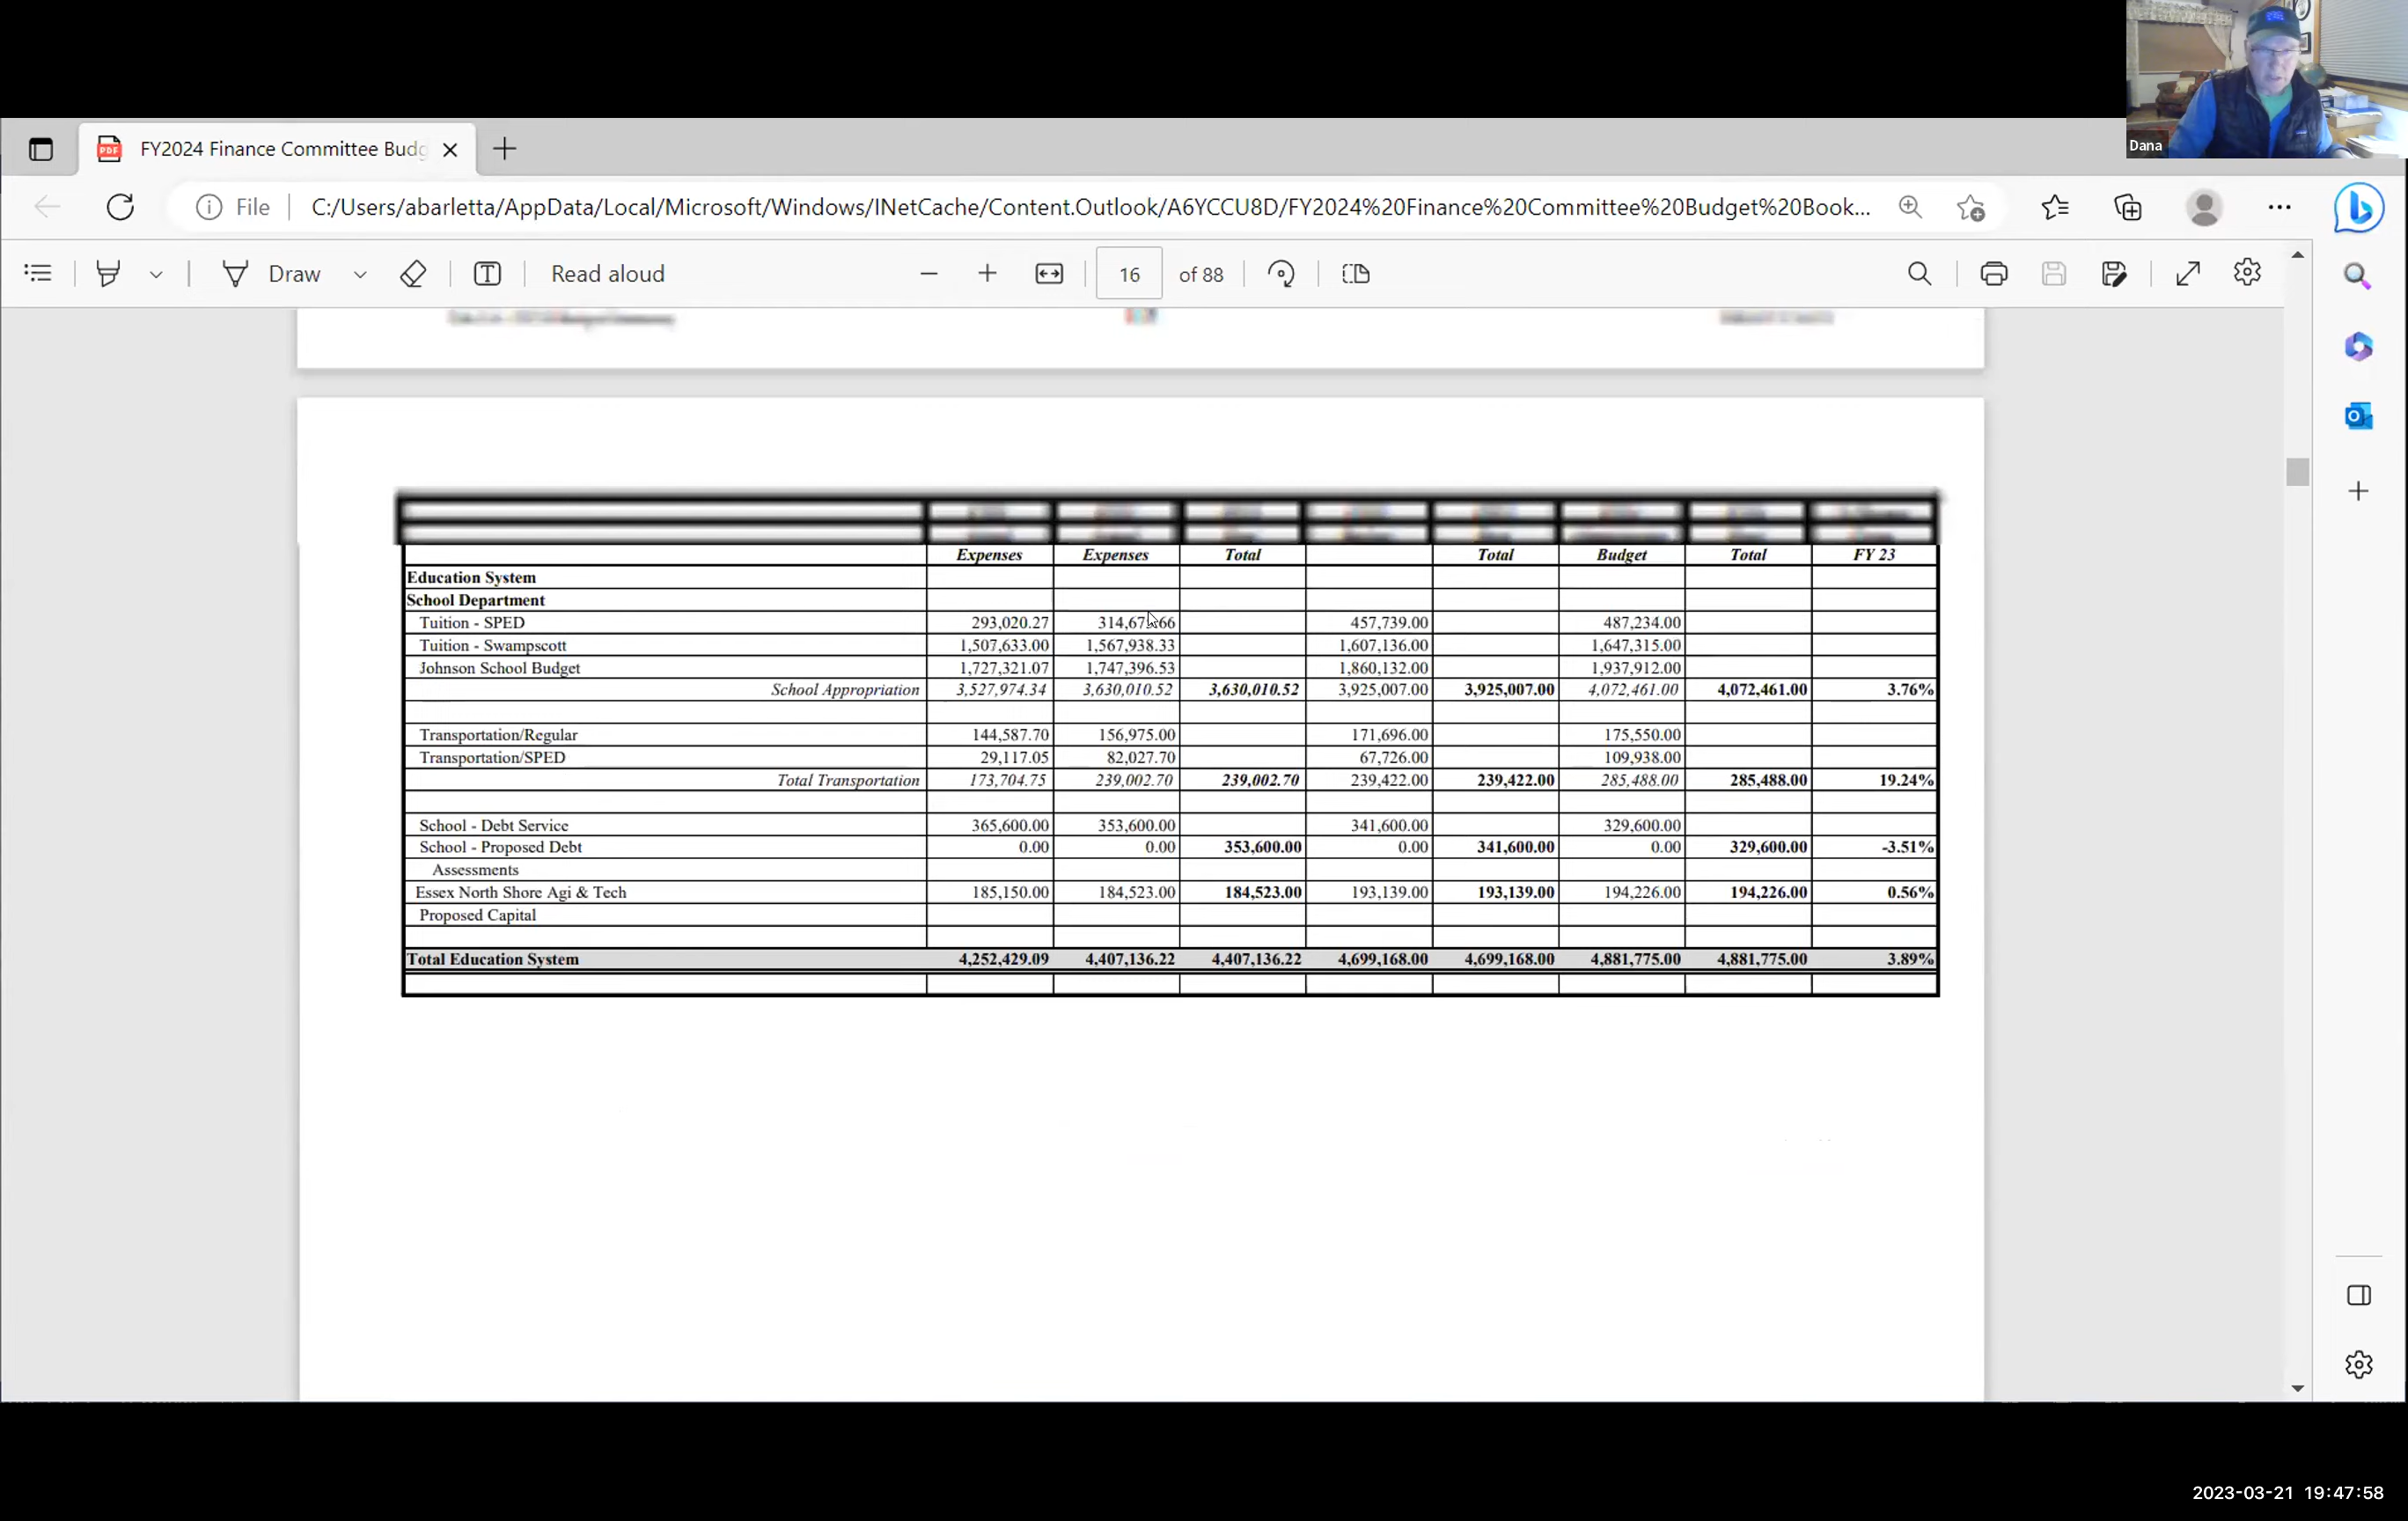 Dana
FY2024 Finance Committee Budg
File C:/Users/abarletta/AppData/Local/Microsoft/Windows/INetCache/Content.Outlook/A6YCCU8D/FY2024%20Finance%20Committee%20Budget%20Book...
Draw Read aloud 16 of 88
Expenses Expenses Total Total Budget Total FY 23
Education System
School Department
Tuition - SPED 293,020.27 457,739.00 487,234.00
Tuition - Swampscott 1,507,633.00 1,567,938.33 1,607,136.00 1,647,315.00
Johnson School Budget 1,727,321.07 1,747,396.53 1,860,132.00 1,937,912.00
School Appropriation 3,527,974.34 3,630,010.52 3,630,010.52 3,925,007.00 3,925,007.00 4,072,461.00 4,072,461.00 3.76%
Transportation/Regular 144,587.70 156,975.00 171,696.00 175,550.00
Transportation/SPED 29,117.05 82,027.70 67,726.00 109,938.00
Total Transportation 173,704.75 239,002.70 239,002.70 239,422.00 239,422.00 285,488.00 285,488.00 19.24%
School - Debt Service 365,600.00 353,600.00 341,600.00 329,600.00
School - Proposed Debt 0.00 0.00 353,600.00 0.00 341,600.00 0.00 329,600.00 -3.51%
Assessments
Essex North Shore Agi & Tech 185,150.00 184,523.00 184,523.00 193,139.00 193,139.00 194,226.00 194,226.00 0.56%
Proposed Capital
Total Education System 4,252,429.09 4,407,136.22 4,407,136.22 4,699,168.00 4,699,168.00 4,881,775.00 4,881,775.00 3.89%
2023-03-21 19:47:58